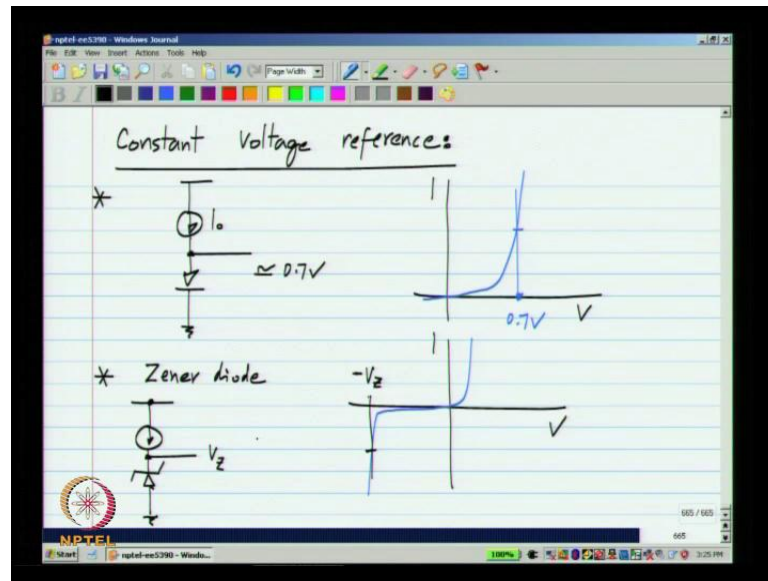 nptel-ee5390 - Windows Journal
File Edit View Insert Actions Tools Help
Page Width
B I
Constant Voltage reference:
* I₀ ≃ 0.7V
I
0.7V V
* Zener diode
V_Z
I
-V_Z
V
665 / 665
665
NPTEL
Start nptel-ee5390 - Windo... 100% 3:25 PM